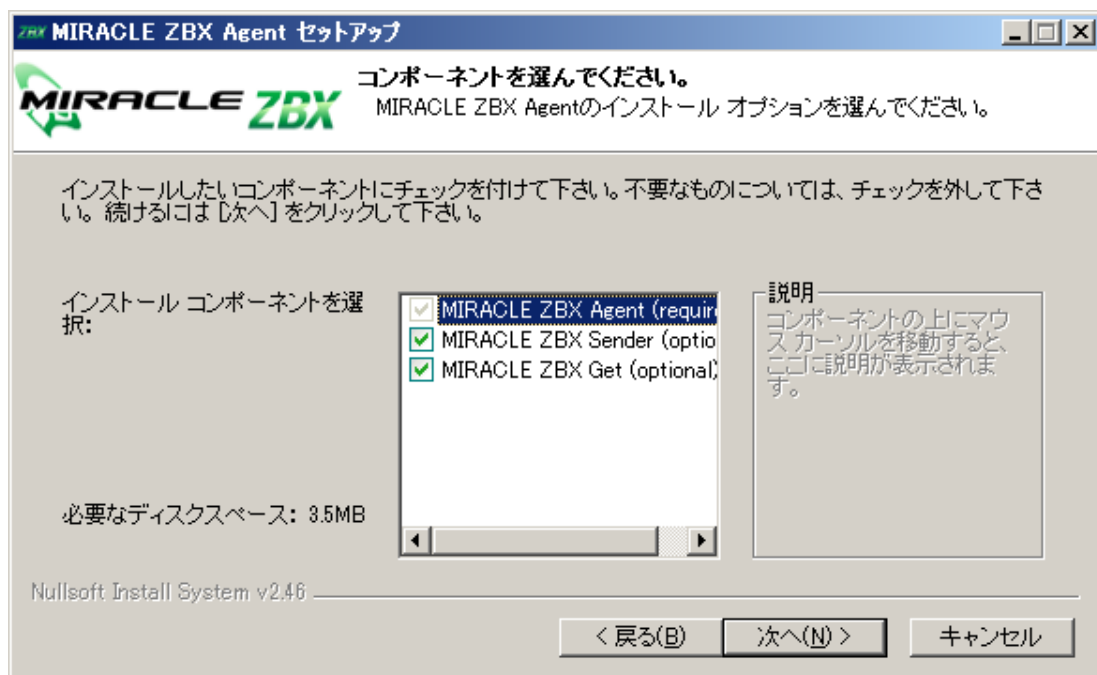 ZBX MIRACLE ZBX Agent セットアップ
MIRACLE ZBX
コンポーネントを選んでください。
MIRACLE ZBX Agentのインストール オプションを選んでください。
インストールしたいコンポーネントにチェックを付けて下さい。不要なものについては、チェックを外して下さ
い。続けるには [次へ] をクリックして下さい。
インストール コンポーネントを選
択:
MIRACLE ZBX Agent (requir
MIRACLE ZBX Sender (optio
MIRACLE ZBX Get (optional)
説明
コンポーネントの上にマウ
ス カーソルを移動すると、
ここに説明が表示されま
す。
必要なディスクスペース: 3.5MB
Nullsoft Install System v2.46
< 戻る(B)
次へ(N) >
キャンセル